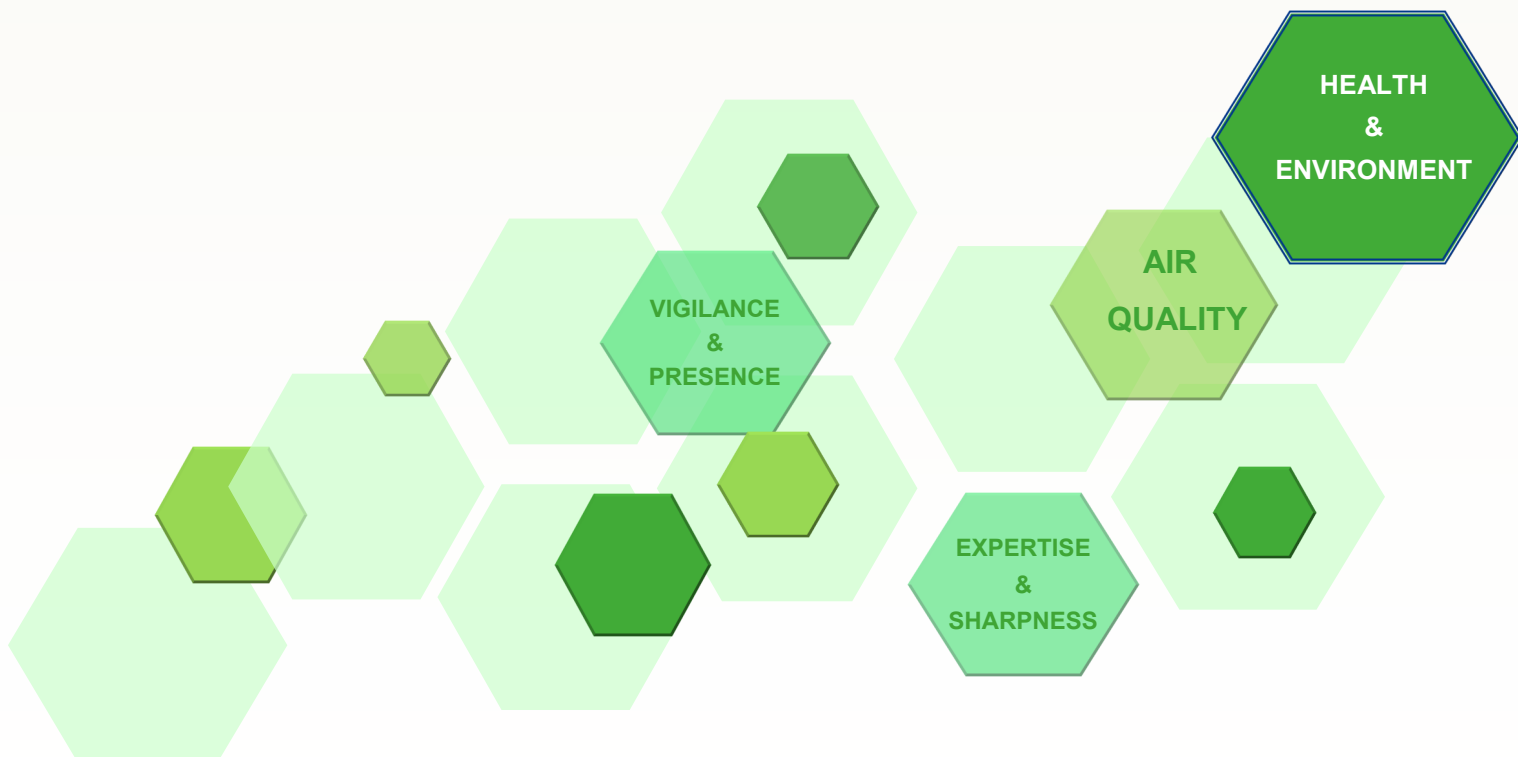 HEALTH
&
ENVIRONMENT
AIR
QUALITY
VIGILANCE
&
PRESENCE
EXPERTISE
&
SHARPNESS